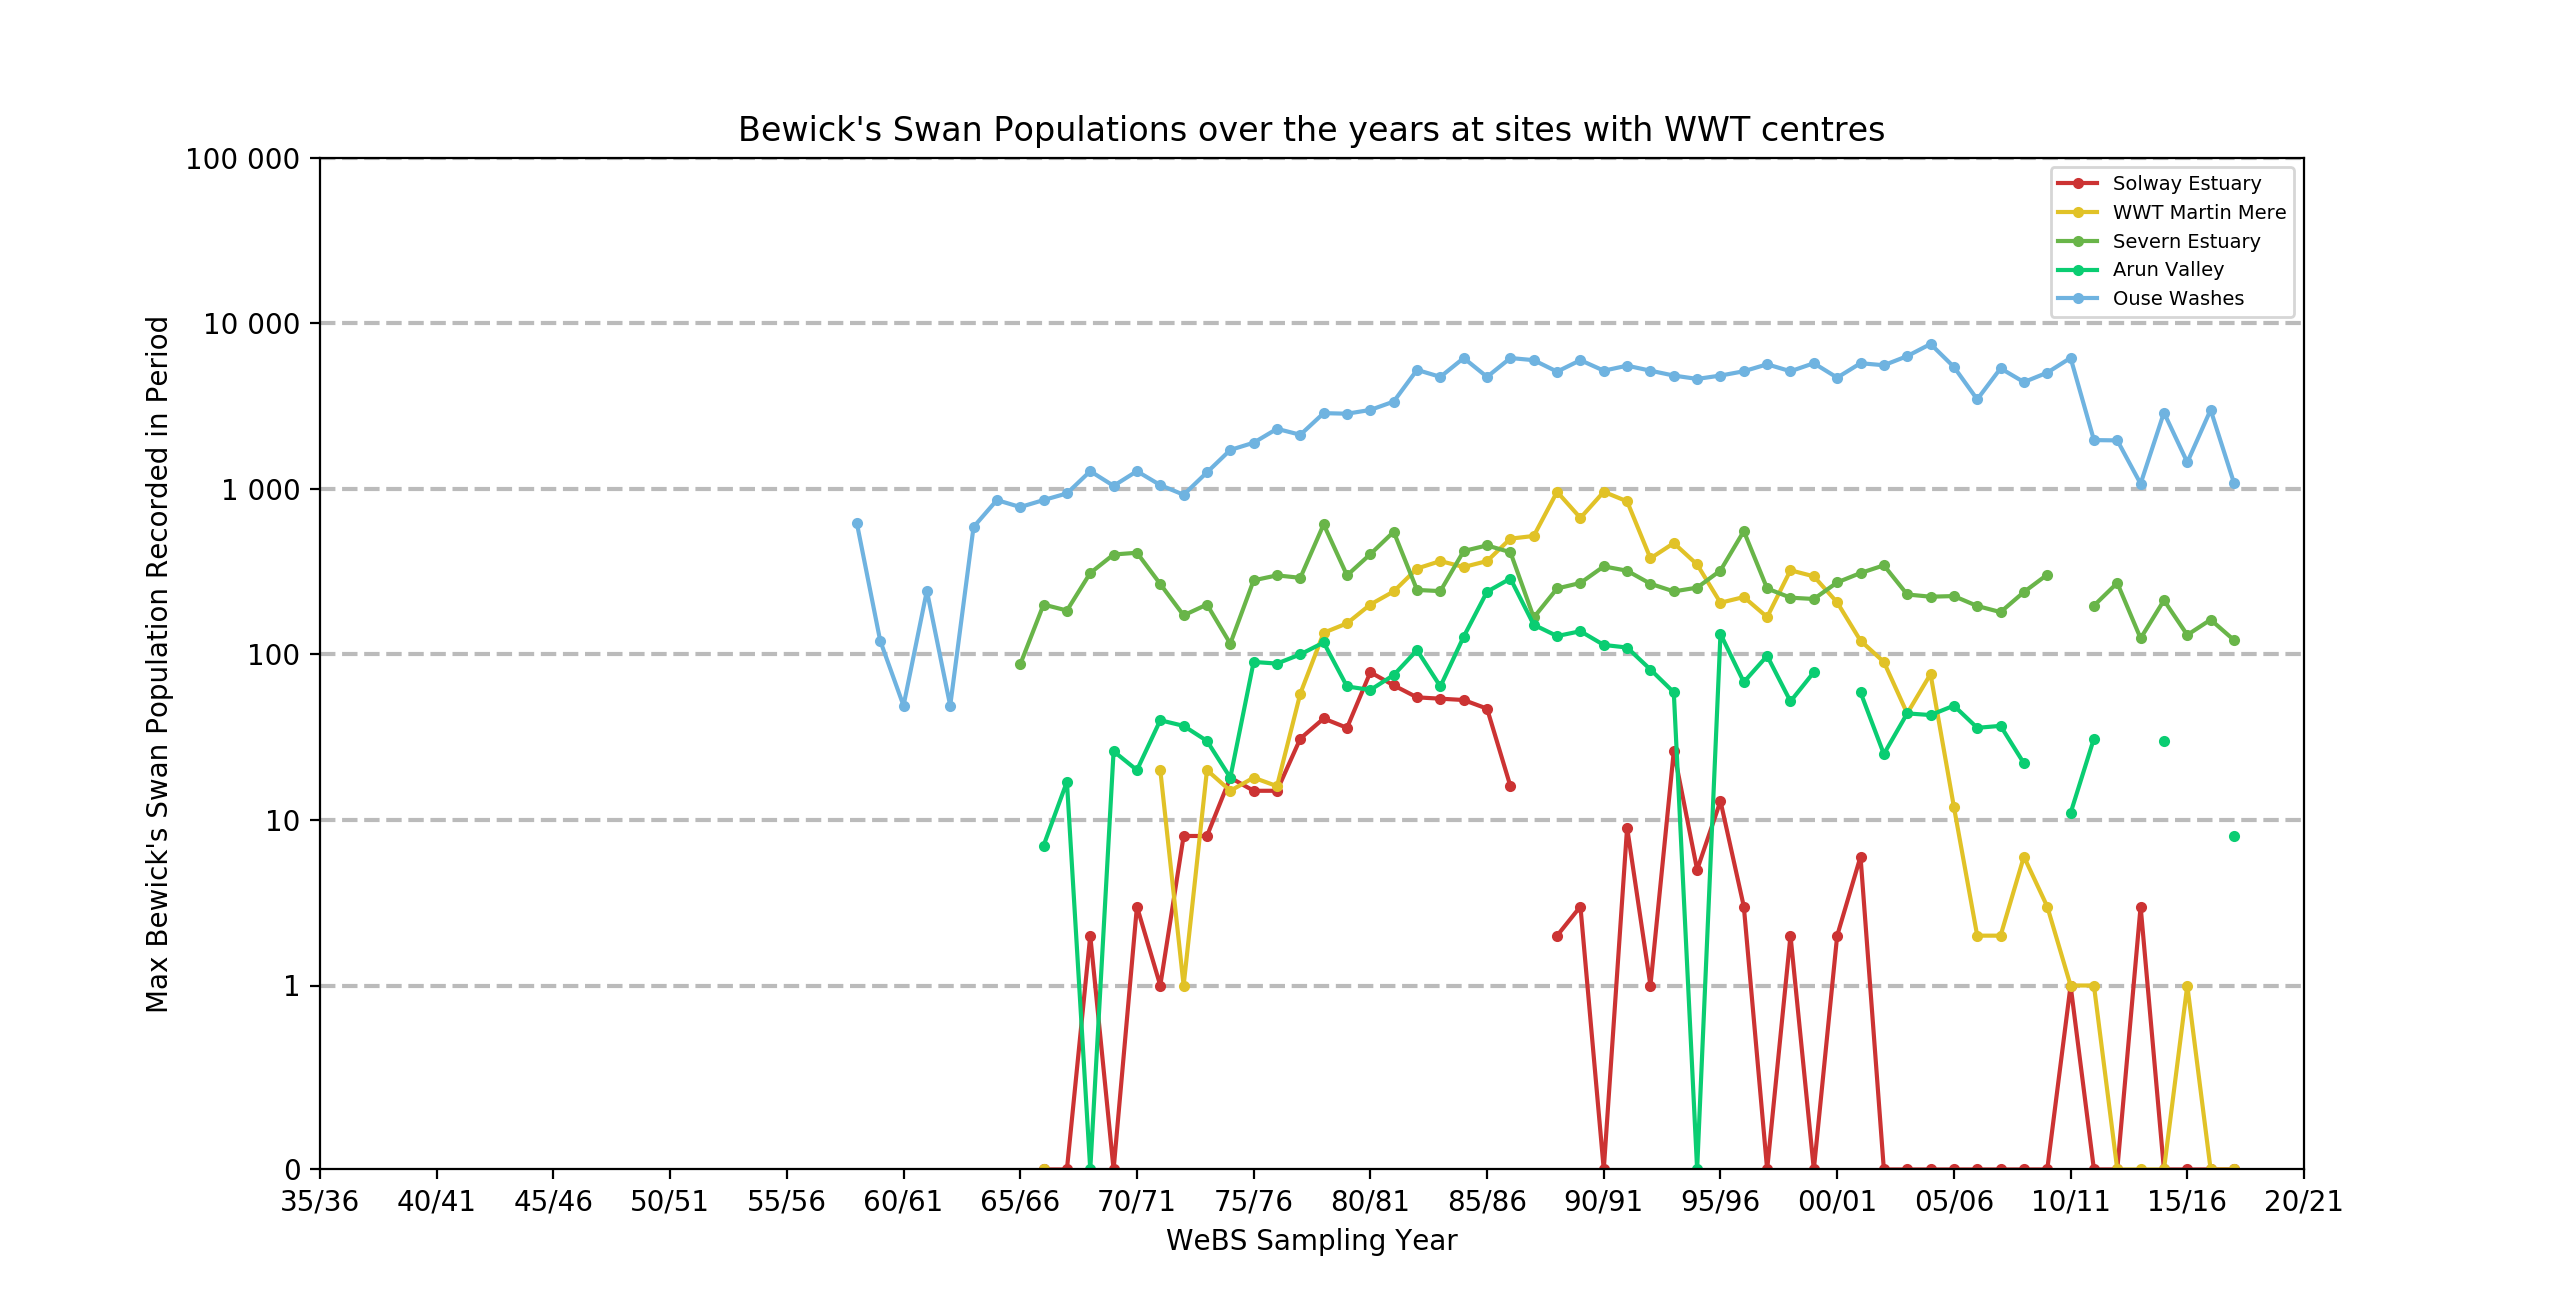 Bewick's Swan Populations over the years at sites with WWT centres
Max Bewick's Swan Population Recorded in Period
100 000
10 000
1 000
100
10
1
0
Solway Estuary
WWT Martin Mere
Severn Estuary
Arun Valley
Ouse Washes
35/36 40/41 45/46 50/51 55/56 60/61 65/66 70/71 75/76 80/81 85/86 90/91 95/96 00/01 05/06 10/11 15/16 20/21
WeBS Sampling Year